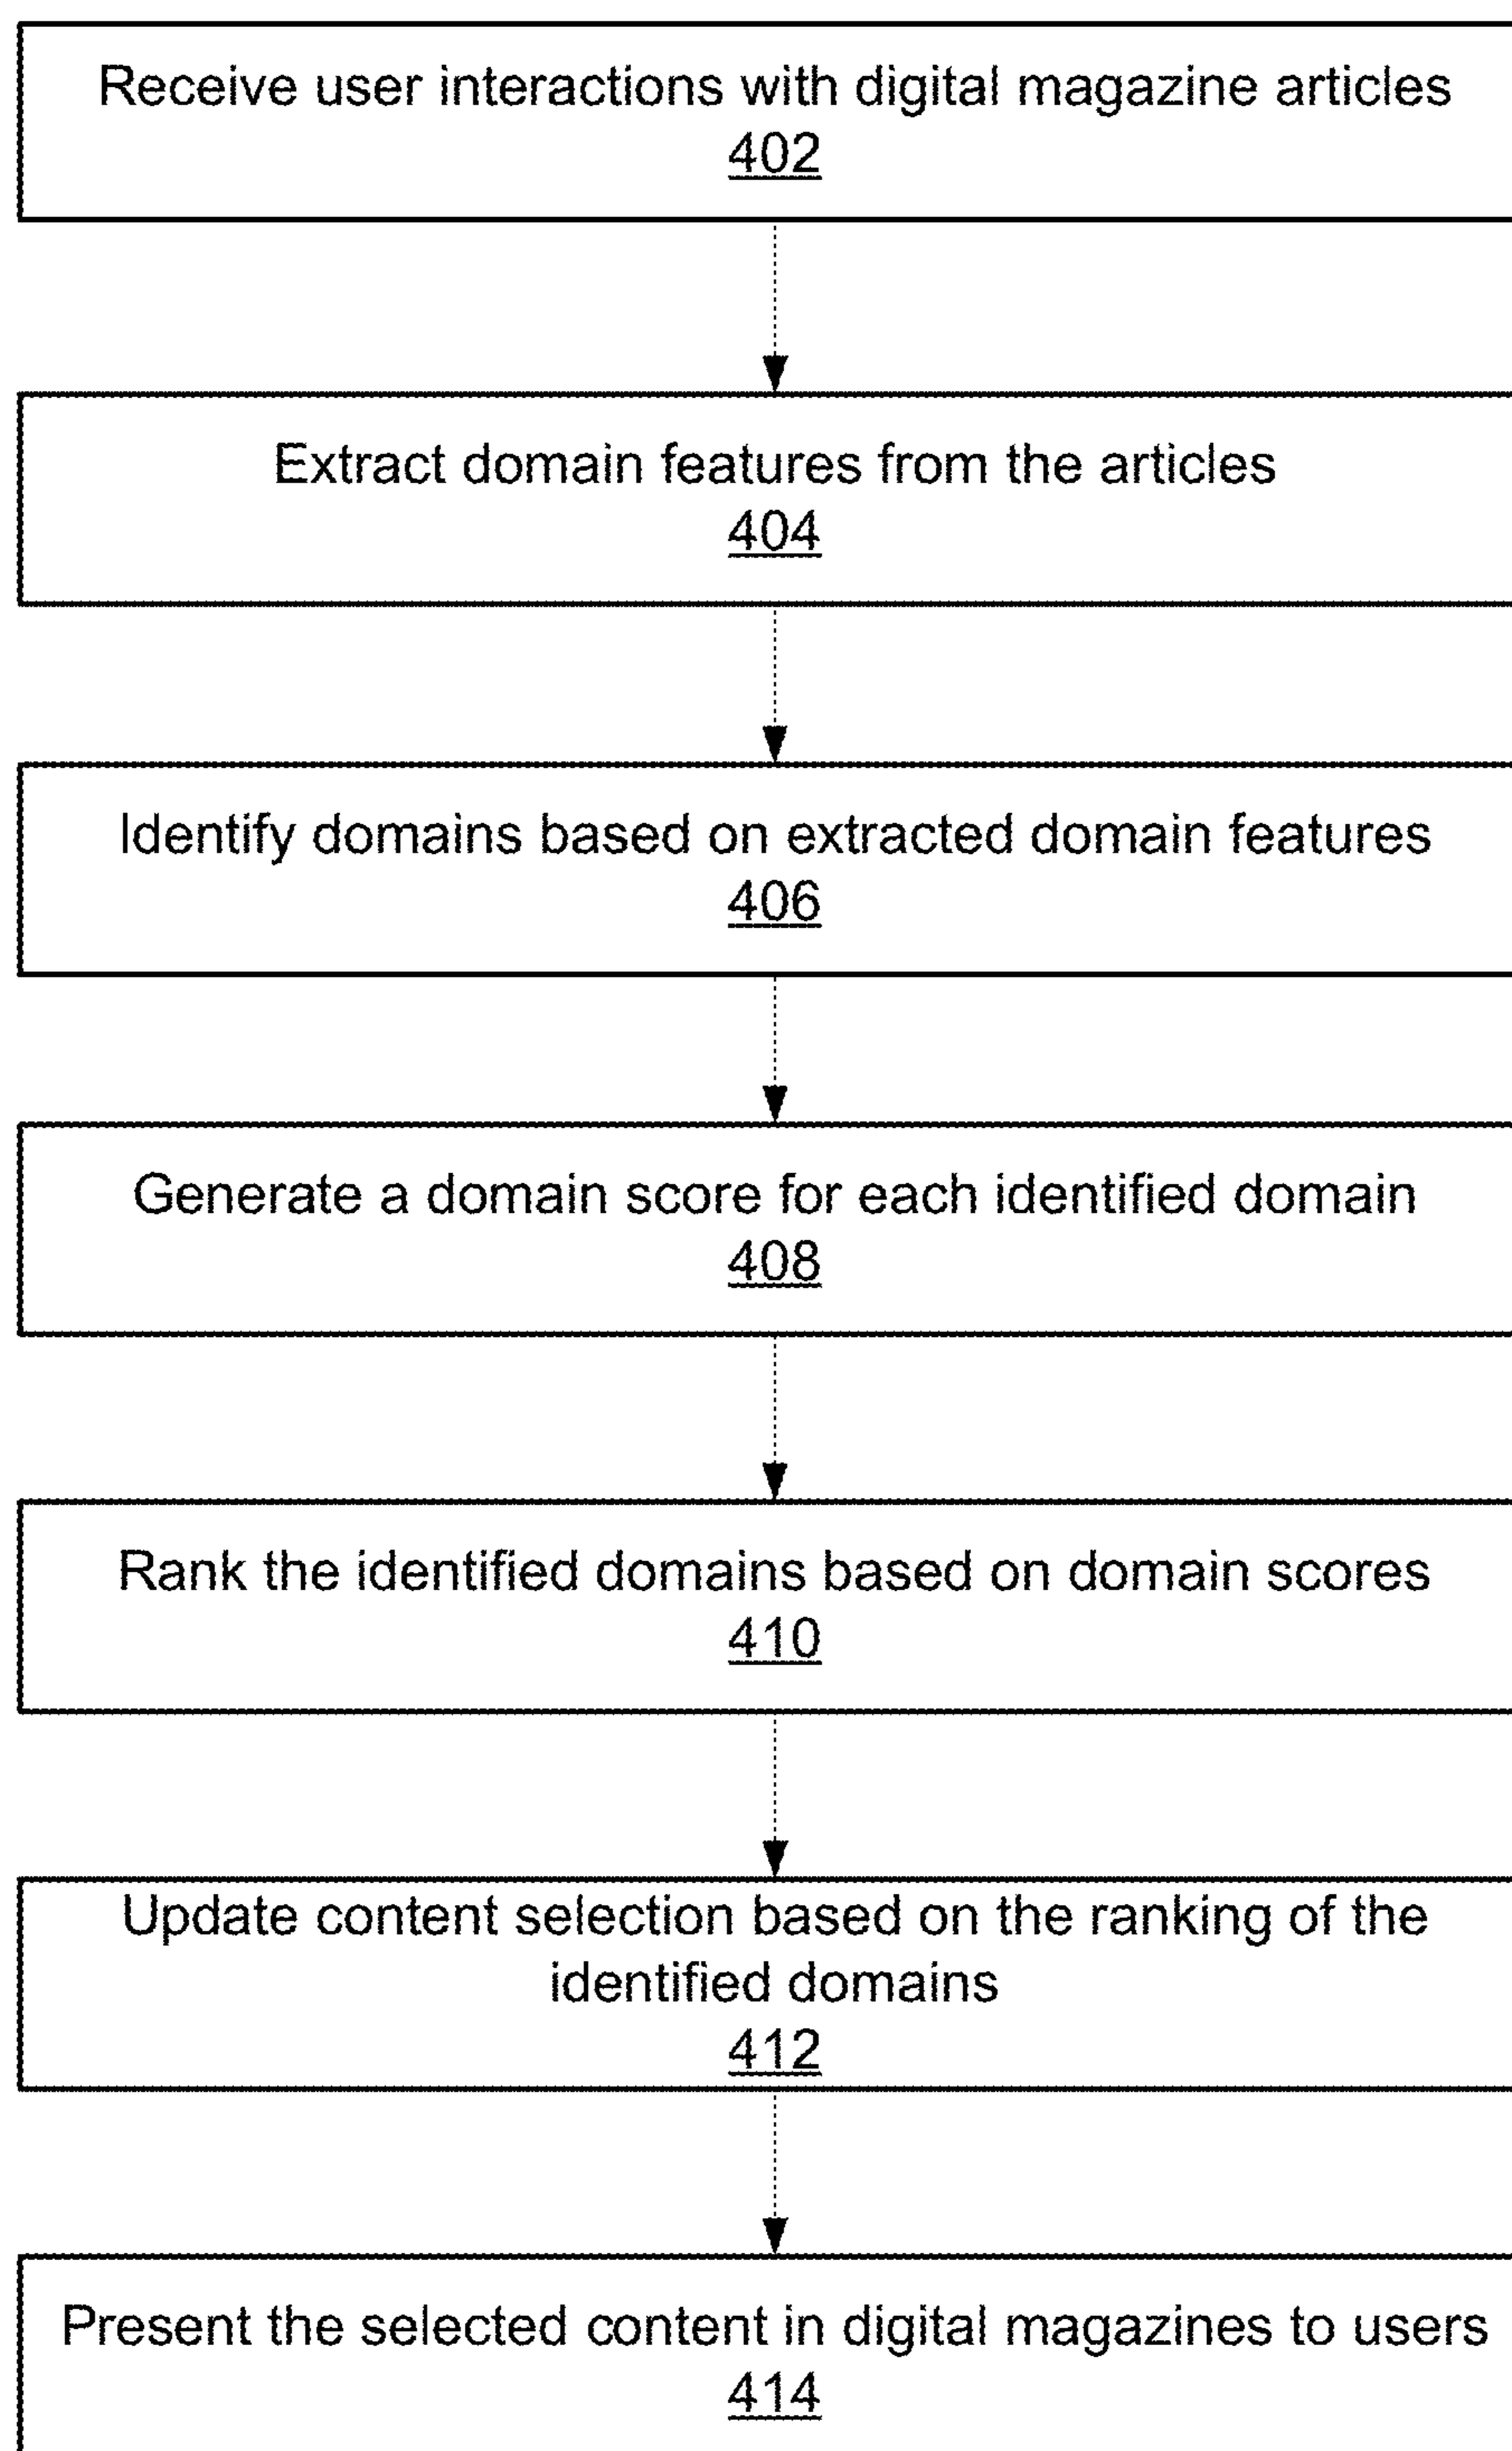 Receive user interactions with digital magazine articles
402
Extract domain features from the articles
404
Identify domains based on extracted domain features
406
Generate a domain score for each identified domain
408
Rank the identified domains based on domain scores
410
Update content selection based on the ranking of the
identified domains
412
Present the selected content in digital magazines to users
414